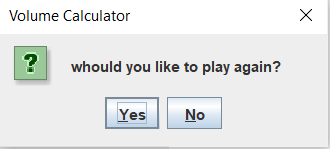 Volume Calculator
whould you like to play again?
Yes No